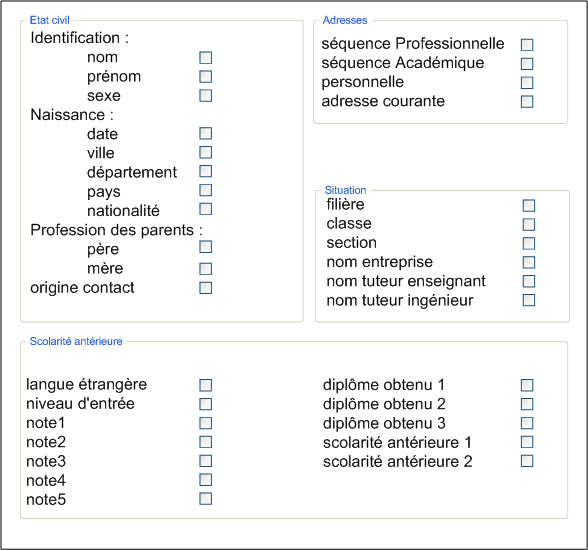 Etat civil
Identification :
nom
prénom
sexe
Naissance :
date
ville
département
pays
nationalité
Profession des parents :
père
mère
origine contact
Adresses
séquence Professionnelle
séquence Académique
personnelle
adresse courante
Situation
filière
classe
section
nom entreprise
nom tuteur enseignant
nom tuteur ingénieur
Scolarité antérieure
langue étrangère
niveau d'entrée
note1
note2
note3
note4
note5
diplôme obtenu 1
diplôme obtenu 2
diplôme obtenu 3
scolarité antérieure 1
scolarité antérieure 2